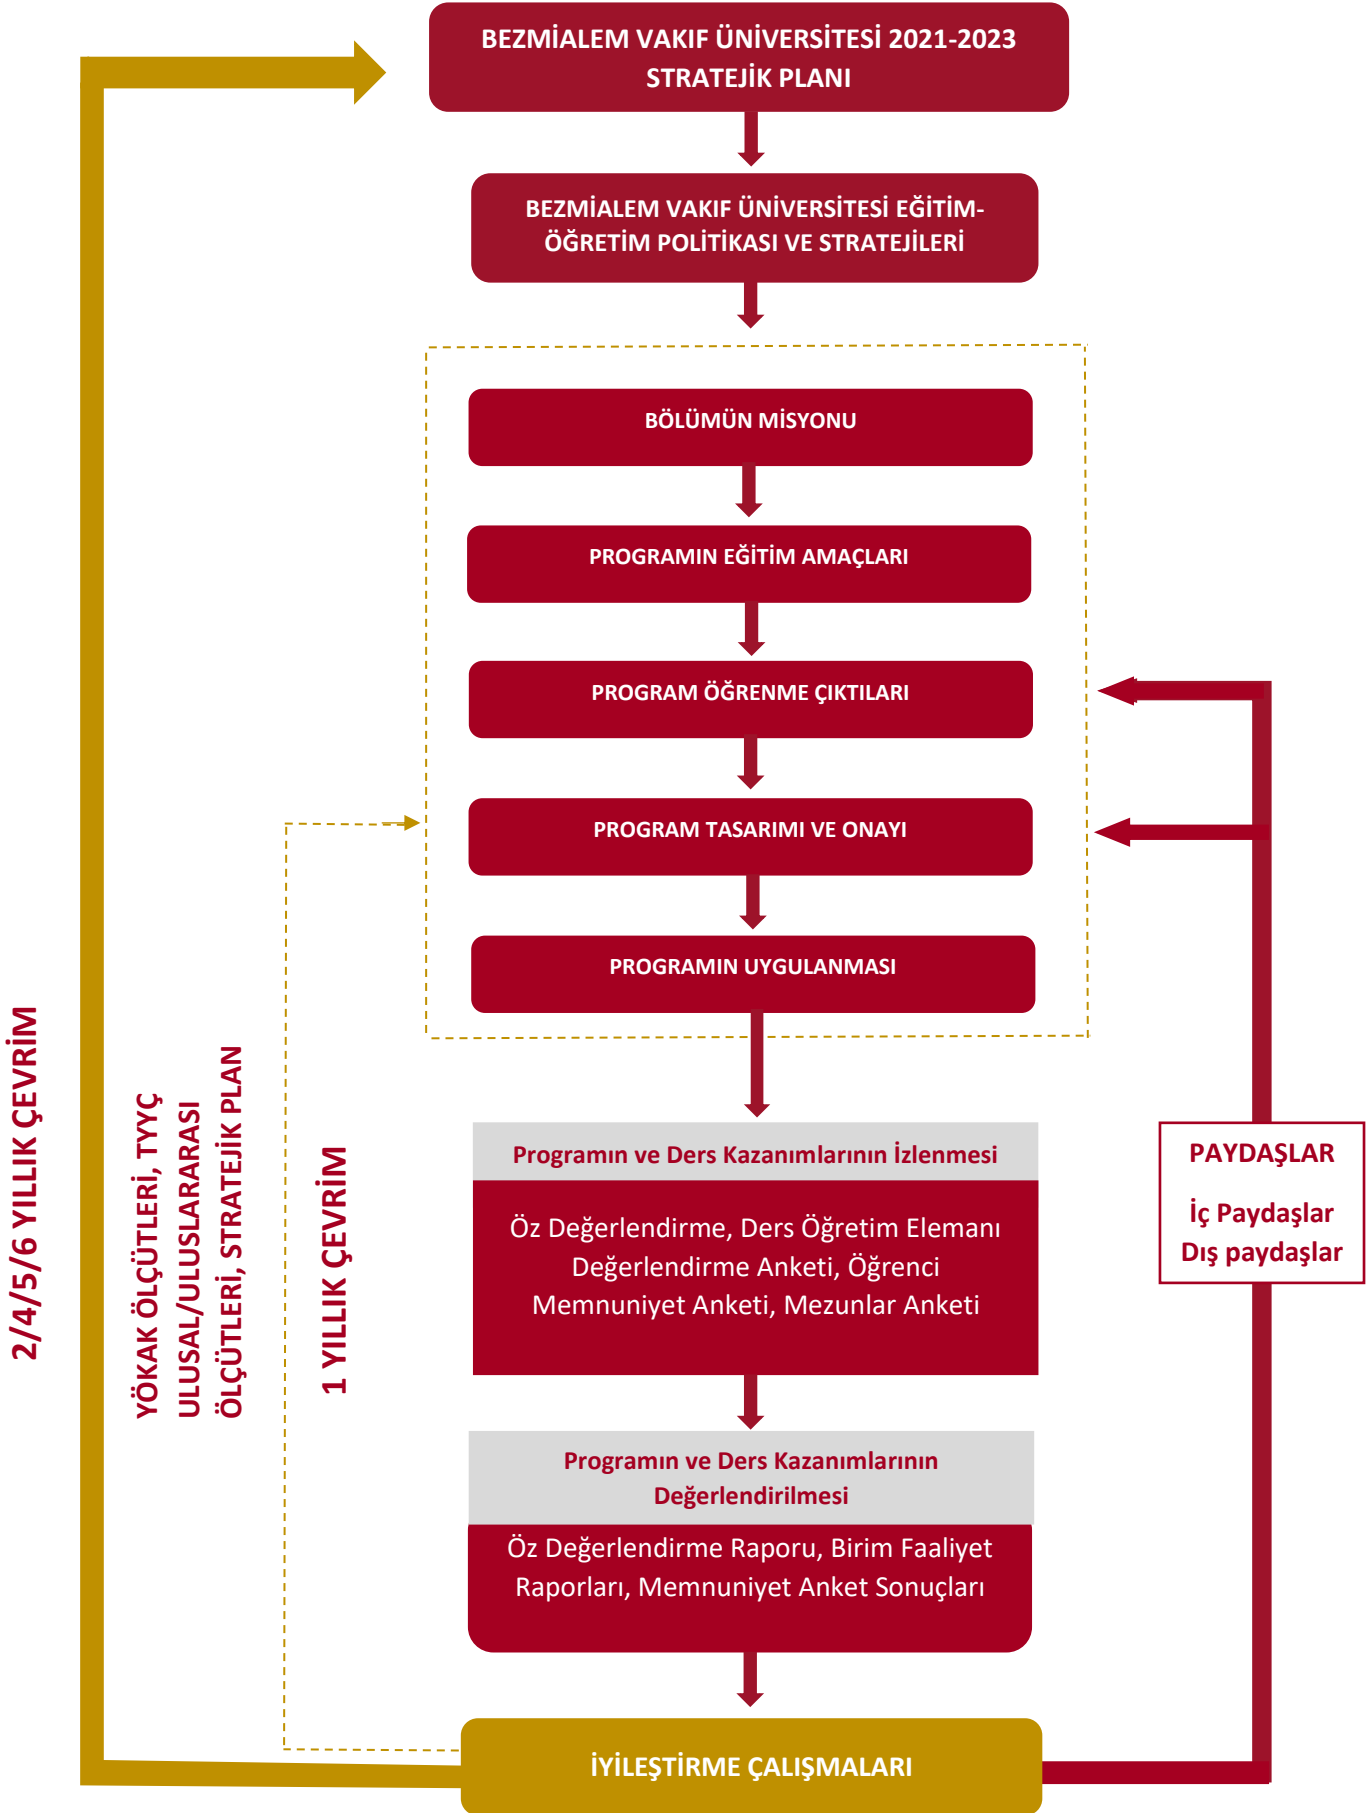 BEZMİALEM VAKIF ÜNİVERSİTESİ 2021-2023
STRATEJİK PLANI
BEZMİALEM VAKIF ÜNİVERSİTESİ EĞİTİM-
ÖĞRETİM POLİTİKASI VE STRATEJİLERİ
BÖLÜMÜN MİSYONU
PROGRAMIN EĞİTİM AMAÇLARI
PROGRAM ÖĞRENME ÇIKTILARI
PROGRAM TASARIMI VE ONAYI
PROGRAMIN UYGULANMASI
2/4/5/6 YILLIK ÇEVRİM
YÖKAK ÖLÇÜTLERİ, TYYÇ
ULUSAL/ULUSLARARASI
ÖLÇÜTLERİ, STRATEJİK PLAN
1 YILLIK ÇEVRİM
Programın ve Ders Kazanımlarının İzlenmesi
Öz Değerlendirme, Ders Öğretim Elemanı
Değerlendirme Anketi, Öğrenci
Memnuniyet Anketi, Mezunlar Anketi
PAYDAŞLAR
İç Paydaşlar
Dış paydaşlar
Programın ve Ders Kazanımlarının
Değerlendirilmesi
Öz Değerlendirme Raporu, Birim Faaliyet
Raporları, Memnuniyet Anket Sonuçları
İYİLEŞTİRME ÇALIŞMALARI